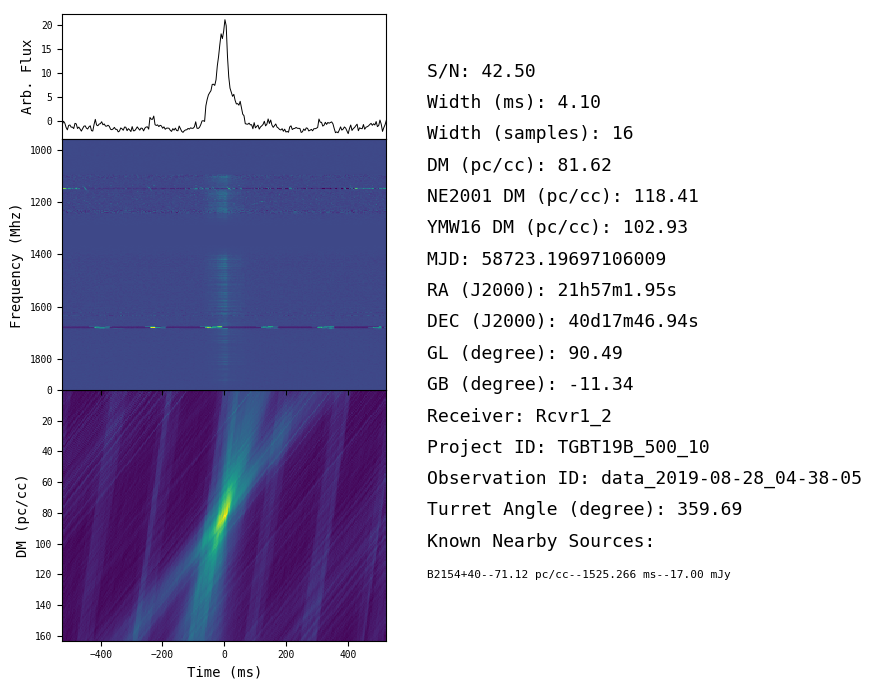 20
15
10
5
0
Arb. Flux
1000
1200
1400
1600
1800
Frequency (Mhz)
0
20
40
60
80
100
120
140
160
DM (pc/cc)
−400
−200
0
200
400
Time (ms)
S/N: 42.50
Width (ms): 4.10
Width (samples): 16
DM (pc/cc): 81.62
NE2001 DM (pc/cc): 118.41
YMW16 DM (pc/cc): 102.93
MJD: 58723.19697106009
RA (J2000): 21h57m1.95s
DEC (J2000): 40d17m46.94s
GL (degree): 90.49
GB (degree): -11.34
Receiver: Rcvr1_2
Project ID: TGBT19B_500_10
Observation ID: data_2019-08-28_04-38-05
Turret Angle (degree): 359.69
Known Nearby Sources:
B2154+40--71.12 pc/cc--1525.266 ms--17.00 mJy